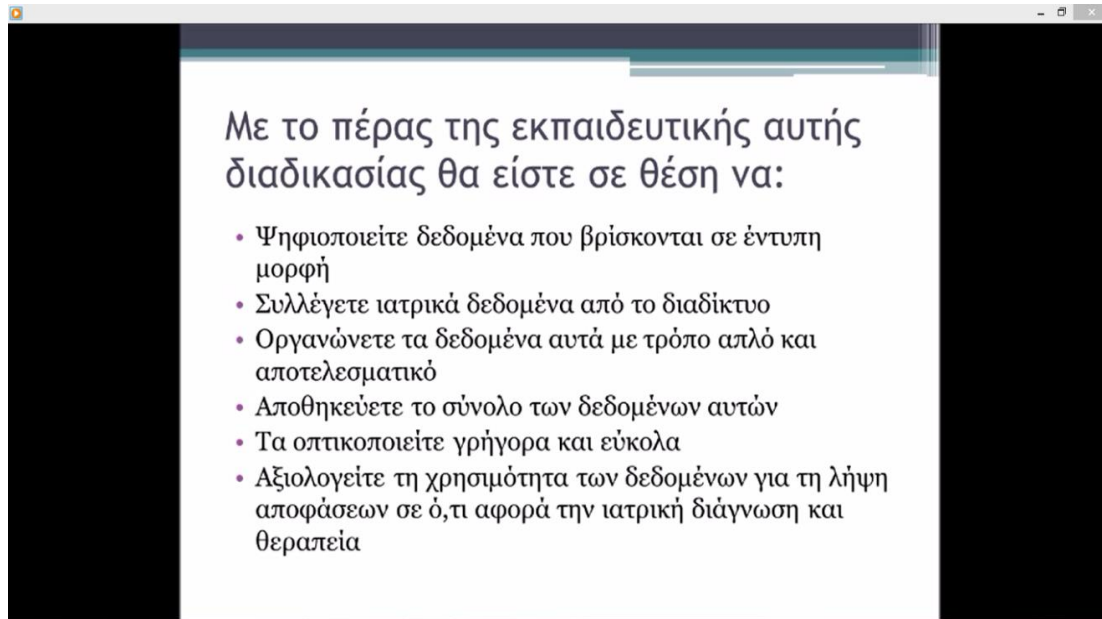 Με το πέρας της εκπαιδευτικής αυτής
διαδικασίας θα είστε σε θέση να:
• Ψηφιοποιείτε δεδομένα που βρίσκονται σε έντυπη
μορφή
• Συλλέγετε ιατρικά δεδομένα από το διαδίκτυο
• Οργανώνετε τα δεδομένα αυτά με τρόπο απλό και
αποτελεσματικό
• Αποθηκεύετε το σύνολο των δεδομένων αυτών
• Τα οπτικοποιείτε γρήγορα και εύκολα
• Αξιολογείτε τη χρησιμότητα των δεδομένων για τη λήψη
αποφάσεων σε ό,τι αφορά την ιατρική διάγνωση και
θεραπεία